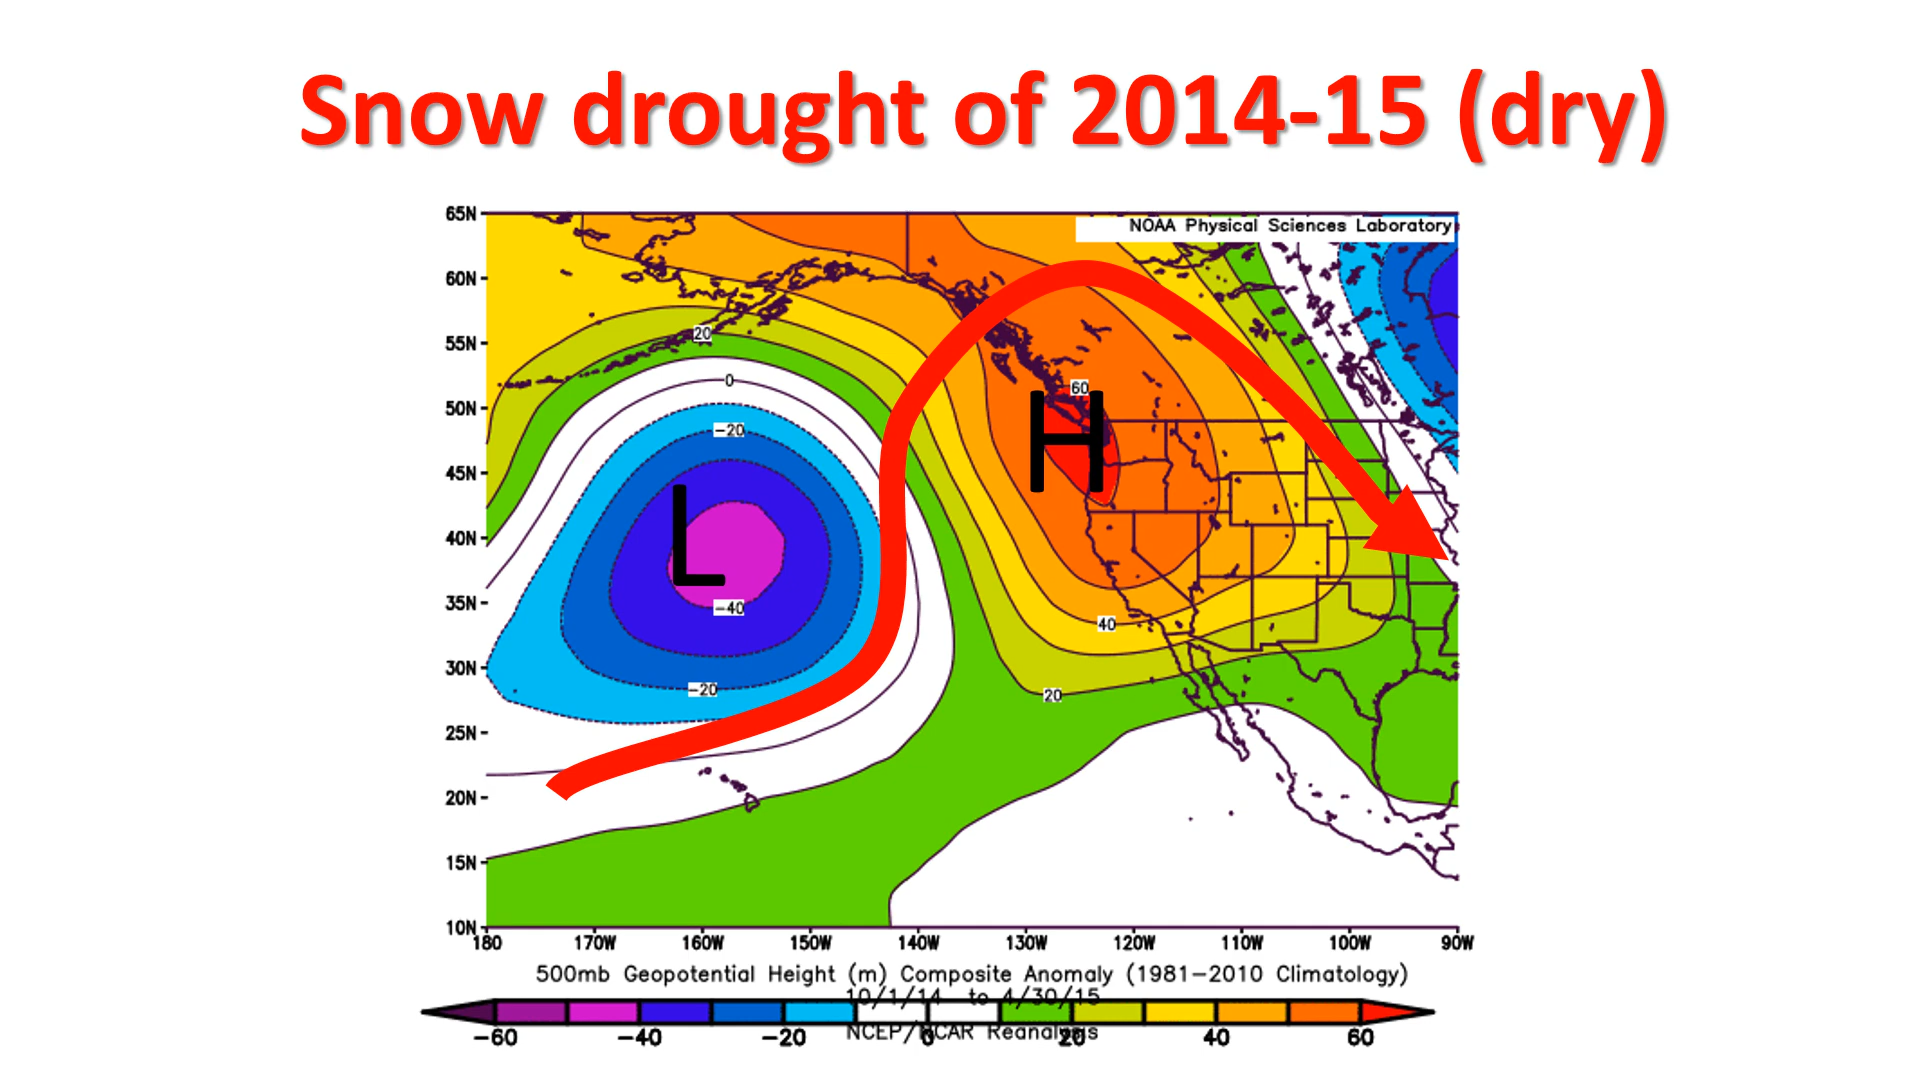 Snow drought of 2014-15 (dry)
NOAA Physical Sciences Laboratory
65N
60N
55N
50N
45N
40N
35N
30N
25N
20N
15N
10N
20
0
-20
-40
-20
60
40
20
L
H
180 170W 160W 150W 140W 130W 120W 110W 100W 90W
500mb Geopotential Height (m) Composite Anomaly (1981-2010 Climatology)
10/1/14 to 4/30/15
NCEP/NCAR Reanalysis
-60 -40 -20 0 20 40 60